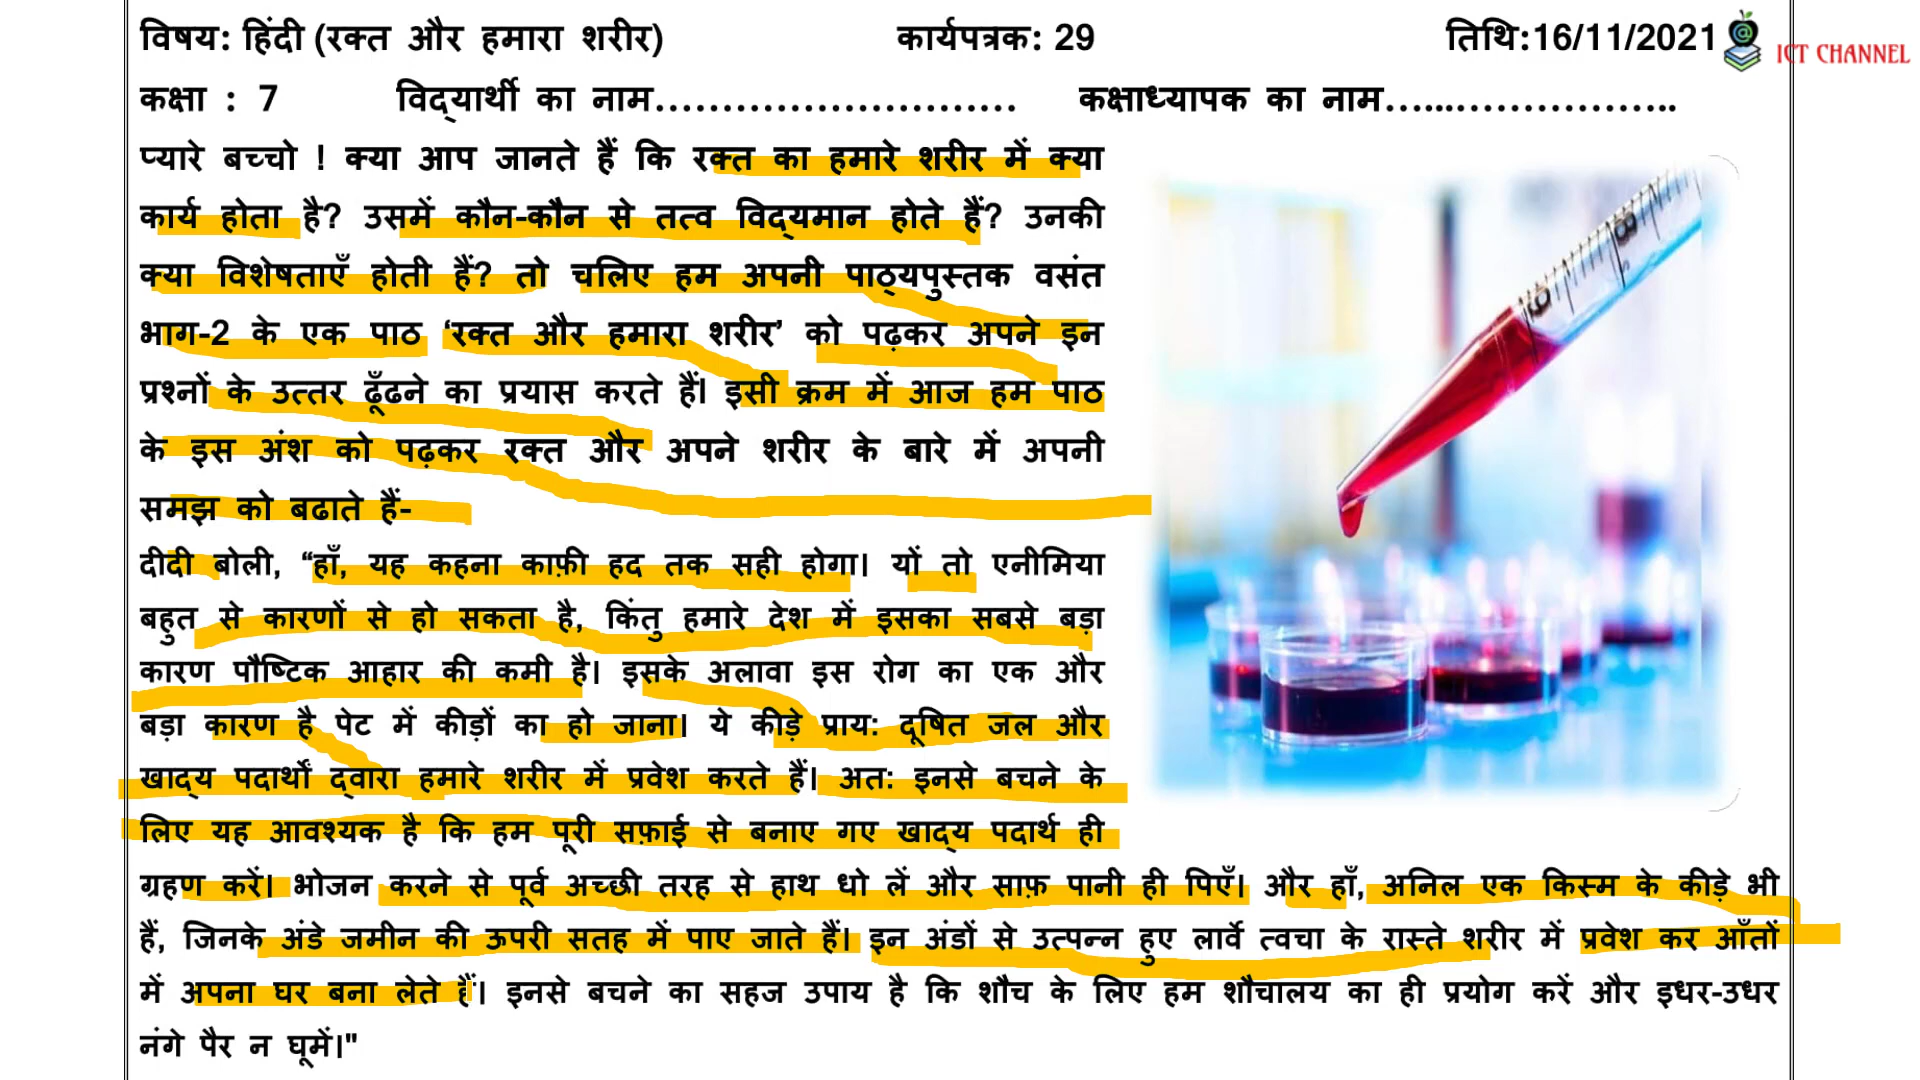 विषय: हिंदी (रक्त और हमारा शरीर) कार्यपत्रक: 29 तिथि:16/11/2021
ICT CHANNEL
कक्षा : 7 विद्यार्थी का नाम........................... कक्षाध्यापक का नाम......................
प्यारे बच्चो ! क्या आप जानते हैं कि रक्त का हमारे शरीर में क्या
कार्य होता है? उसमें कौन-कौन से तत्व विद्यमान होते हैं? उनकी
क्या विशेषताएँ होती हैं? तो चलिए हम अपनी पाठ्यपुस्तक वसंत
भाग-2 के एक पाठ ‘रक्त और हमारा शरीर’ को पढ़कर अपने इन
प्रश्नों के उत्तर ढूँढने का प्रयास करते हैं। इसी क्रम में आज हम पाठ
के इस अंश को पढ़कर रक्त और अपने शरीर के बारे में अपनी
समझ को बढाते हैं-
दीदी बोली, “हाँ, यह कहना काफ़ी हद तक सही होगा। यों तो एनीमिया
बहुत से कारणों से हो सकता है, किंतु हमारे देश में इसका सबसे बड़ा
कारण पौष्टिक आहार की कमी है। इसके अलावा इस रोग का एक और
बड़ा कारण है पेट में कीड़ों का हो जाना। ये कीड़े प्राय: दूषित जल और
खाद्य पदार्थों द्वारा हमारे शरीर में प्रवेश करते हैं। अत: इनसे बचने के
लिए यह आवश्यक है कि हम पूरी सफ़ाई से बनाए गए खाद्य पदार्थ ही
ग्रहण करें। भोजन करने से पूर्व अच्छी तरह से हाथ धो लें और साफ़ पानी ही पिएँ। और हाँ, अनिल एक किस्म के कीड़े भी
हैं, जिनके अंडे जमीन की ऊपरी सतह में पाए जाते हैं। इन अंडों से उत्पन्न हुए लार्वे त्वचा के रास्ते शरीर में प्रवेश कर आँतों
में अपना घर बना लेते हैं। इनसे बचने का सहज उपाय है कि शौच के लिए हम शौचालय का ही प्रयोग करें और इधर-उधर
नंगे पैर न घूमें।"